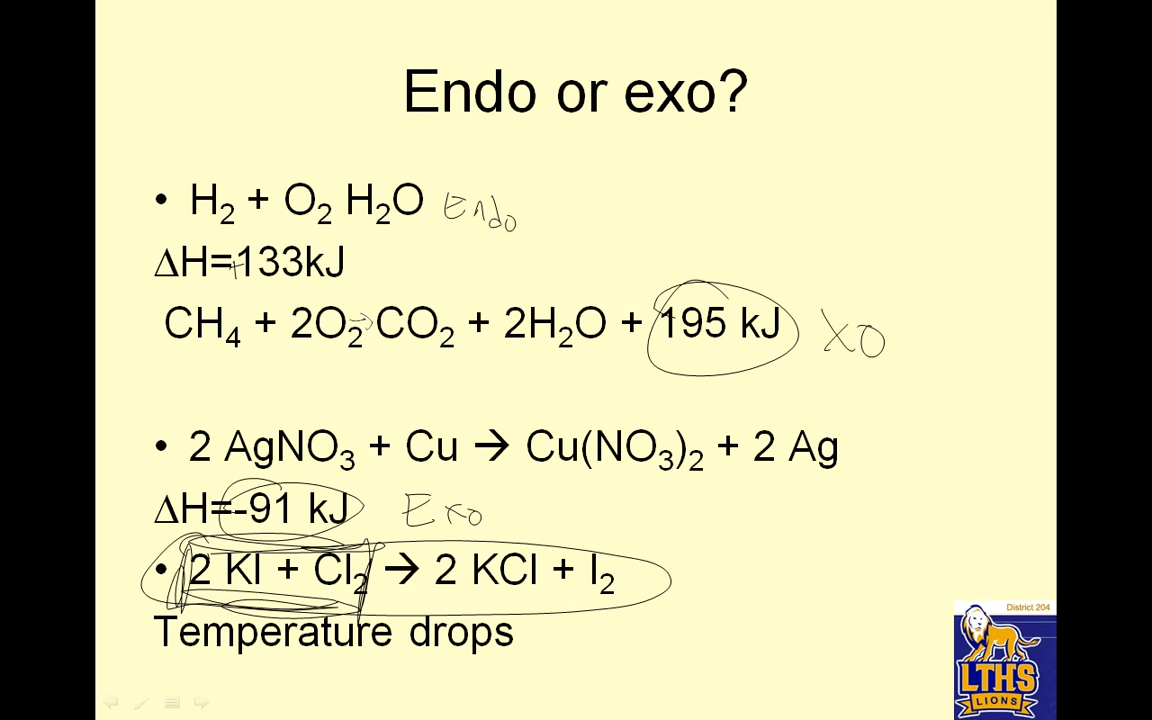 Endo or exo?
• H₂ + O₂ H₂O Endo
ΔH=+133kJ
CH₄ + 2O₂→CO₂ + 2H₂O + 195 kJ XO
• 2 AgNO₃ + Cu → Cu(NO₃)₂ + 2 Ag
ΔH=-91 kJ Exo
• 2 KI + Cl₂ → 2 KCl + I₂
Temperature drops
District 204
LTHS
LIONS